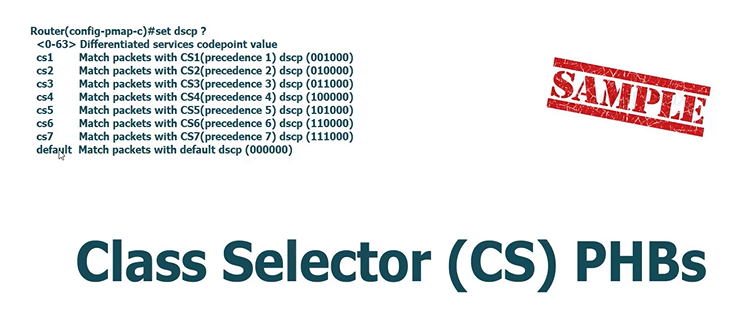 Router(config-pmap-c)#set dscp ?
<0-63> Differentiated services codepoint value
cs1 Match packets with CS1(precedence 1) dscp (001000)
cs2 Match packets with CS2(precedence 2) dscp (010000)
cs3 Match packets with CS3(precedence 3) dscp (011000)
cs4 Match packets with CS4(precedence 4) dscp (100000)
cs5 Match packets with CS5(precedence 5) dscp (101000)
cs6 Match packets with CS6(precedence 6) dscp (110000)
cs7 Match packets with CS7(precedence 7) dscp (111000)
default Match packets with default dscp (000000)
SAMPLE
Class Selector (CS) PHBs